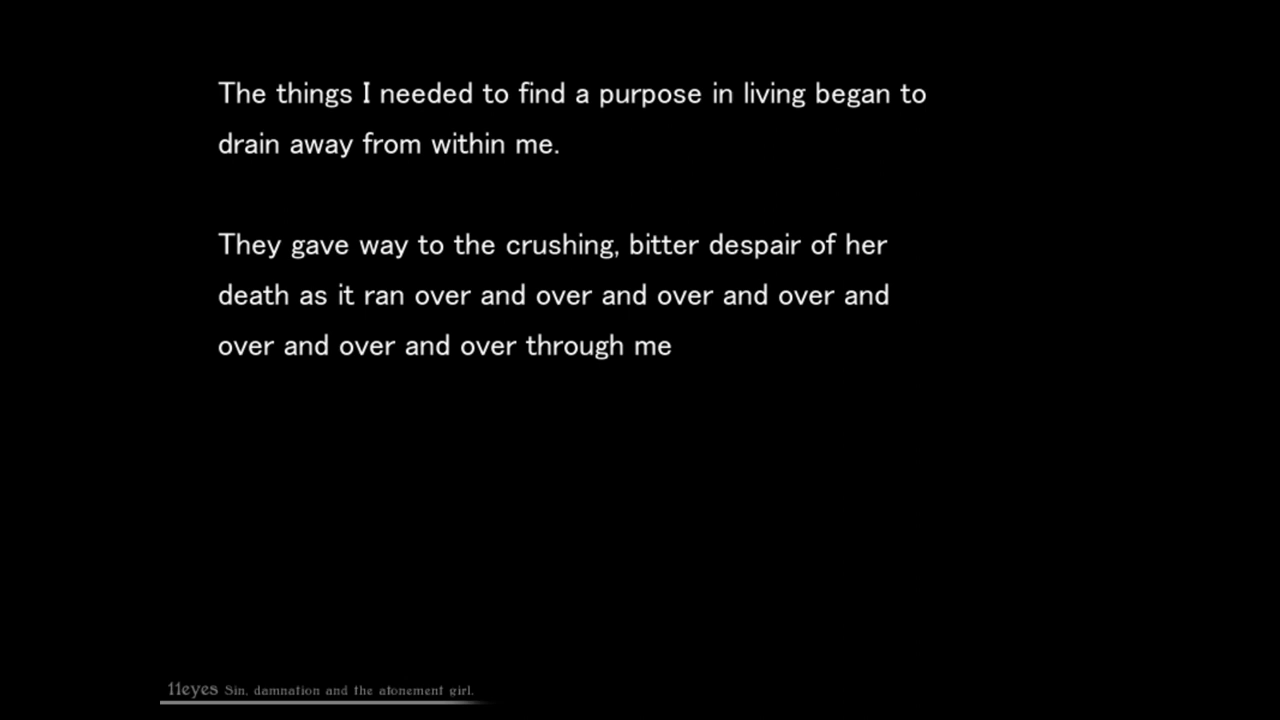 The things I needed to find a purpose in living began to
drain away from within me.
They gave way to the crushing, bitter despair of her
death as it ran over and over and over and over and
over and over and over through me
11eyes Sin, damnation and the atonement girl.